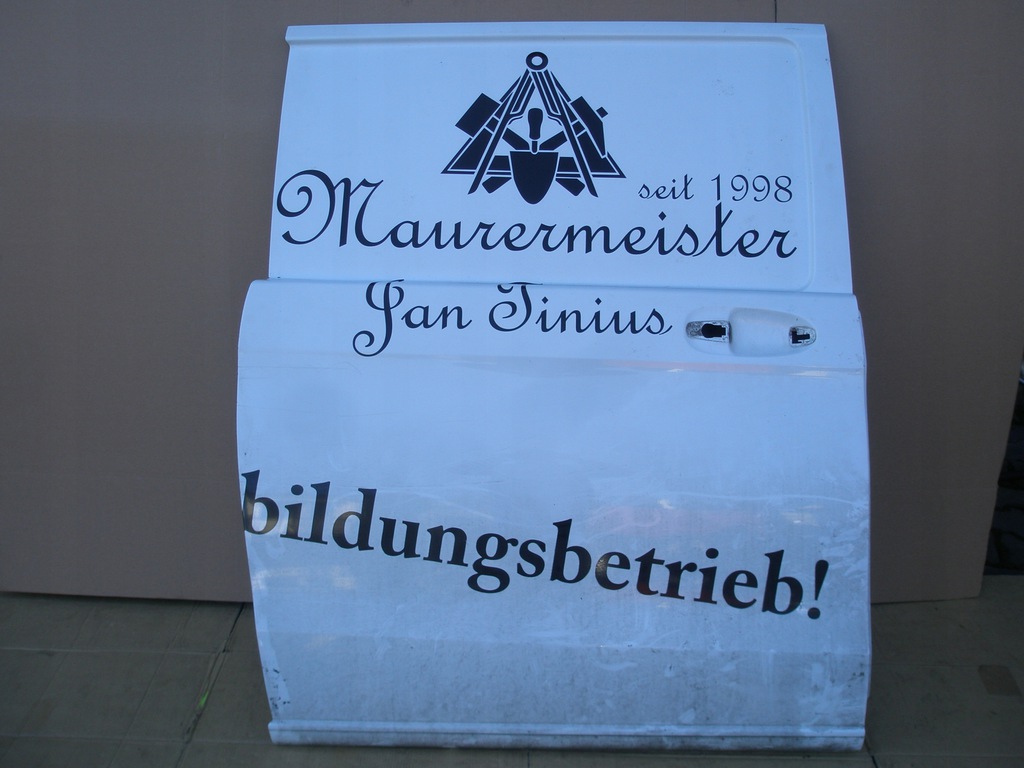 seit 1998
Maurermeister
Jan Tinius
bildungsbetrieb!